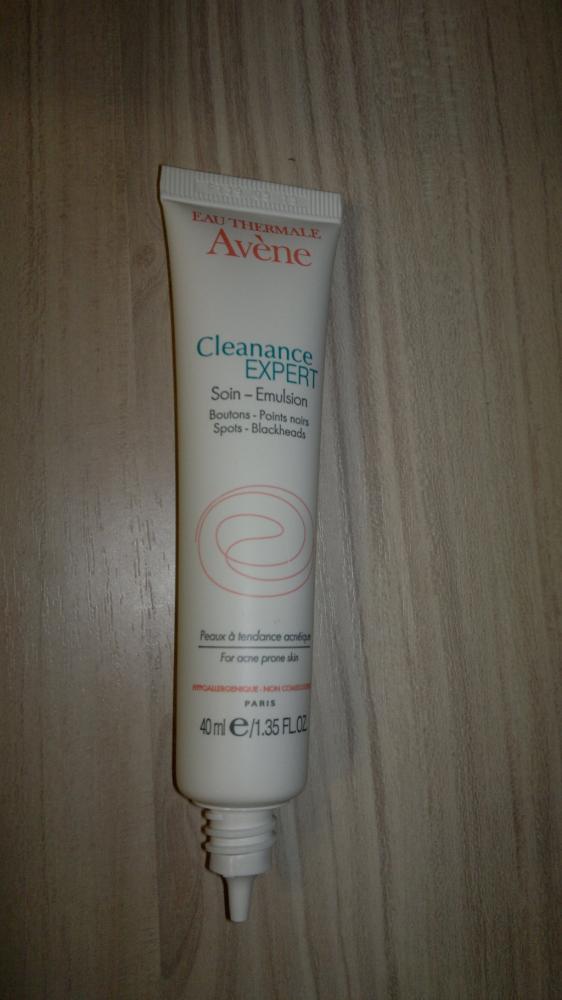 EAU THERMALE
Avène
Cleanance
EXPERT
Soin – Emulsion
Boutons - Points noirs
Spots - Blackheads
Peaux à tendance acnéique
For acne prone skin
HYPOALLERGENIQUE - NON
PARIS
40 ml e/1.35 FL.OZ